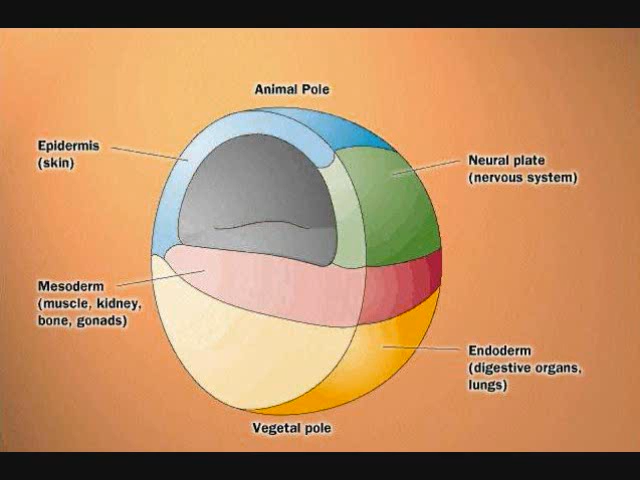 Animal Pole
Epidermis
(skin)
Neural plate
(nervous system)
Mesoderm
(muscle, kidney,
bone, gonads)
Endoderm
(digestive organs,
lungs)
Vegetal pole